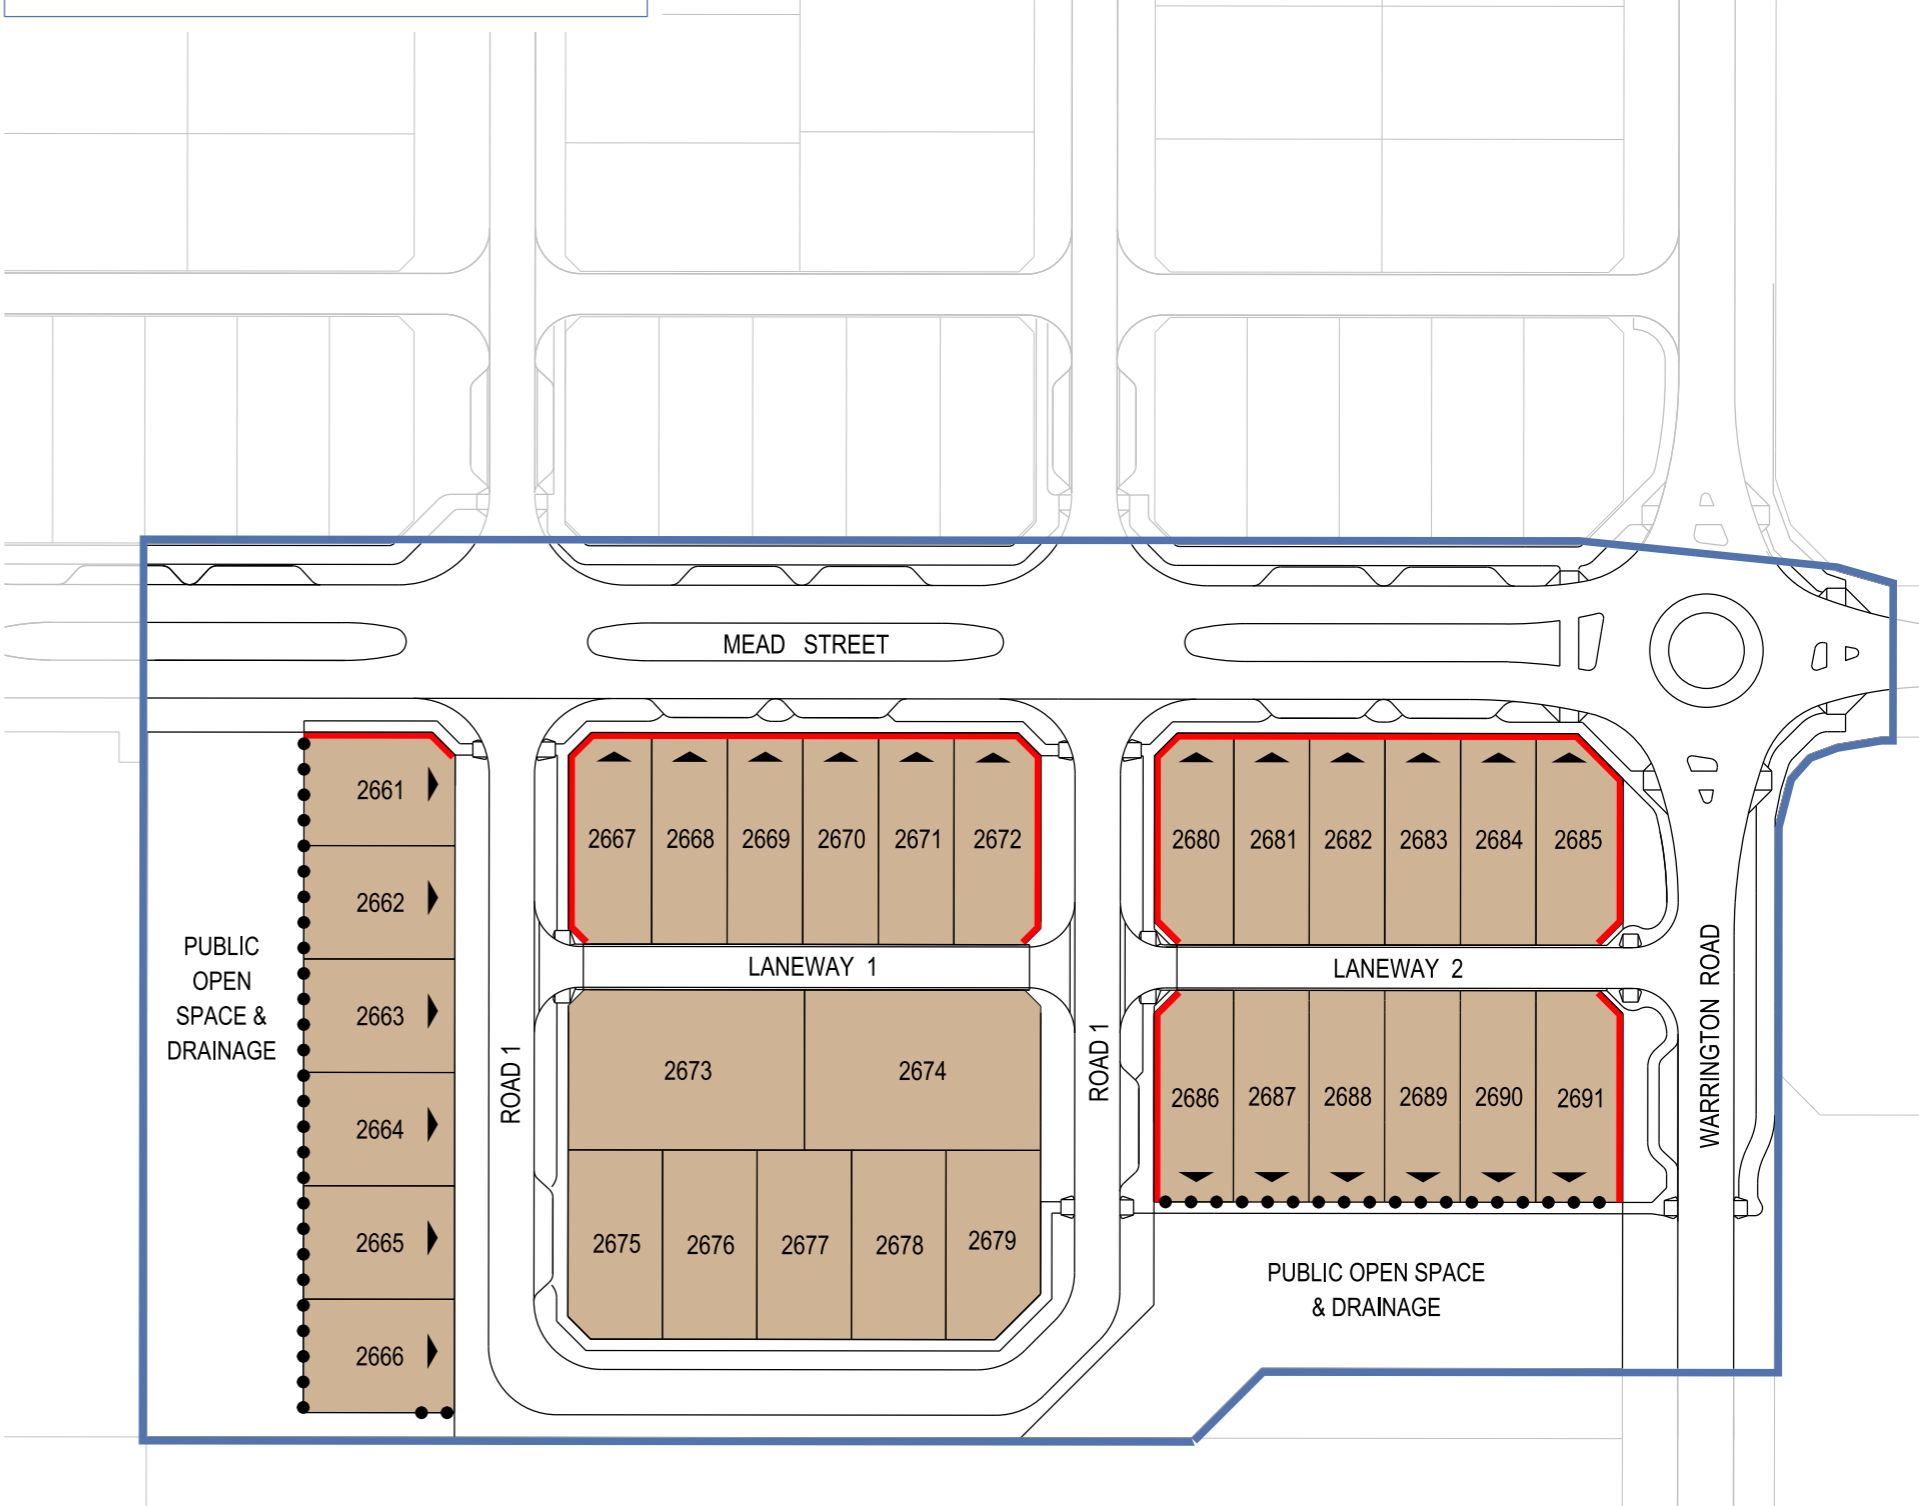 MEAD STREET
2661
2667
2668
2669
2670
2671
2672
2680
2681
2682
2683
2684
2685
2662
PUBLIC
OPEN
SPACE &
DRAINAGE
LANEWAY 1
LANEWAY 2
WARRINGTON ROAD
2663
ROAD 1
ROAD 1
2673
2674
2686
2687
2688
2689
2690
2691
2664
2665
2675
2676
2677
2678
2679
PUBLIC OPEN SPACE
& DRAINAGE
2666